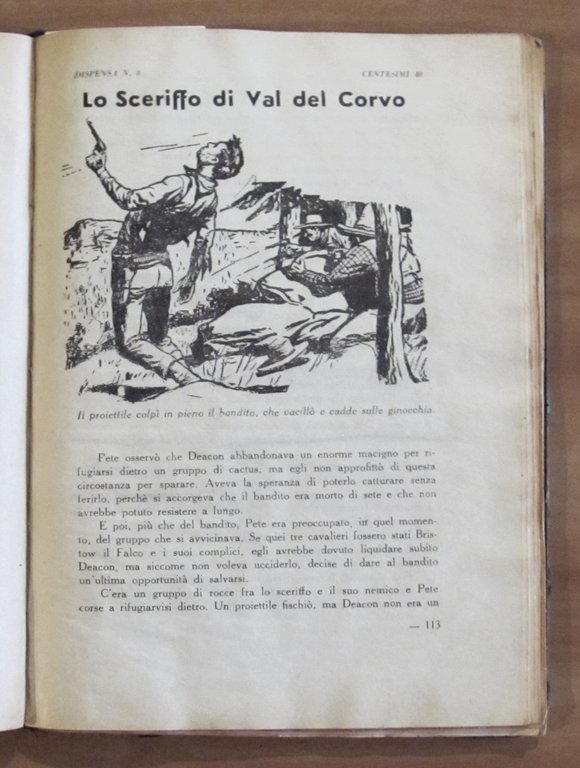 DISPENSA N. 8 CENTESIMI 40
Lo Sceriffo di Val del Corvo
Il proiettile colpì in pieno il bandito, che vacillò e cadde sulle ginocchia.
Pete osservò che Deacon abbandonava un enorme macigno per ri-
fugiarsi dietro un gruppo di cactus, ma egli non approfittò di questa
circostanza per sparare. Aveva la speranza di poterlo catturare senza
ferirlo, perchè si accorgeva che il bandito era morto di sete e che non
avrebbe potuto resistere a lungo.
E poi, più che del bandito, Pete era preoccupato, in quel momen-
to, del gruppo che si avvicinava. Se quei tre cavalieri fossero stati Bris-
tow il Falco e i suoi complici, egli avrebbe dovuto liquidare subito
Deacon, ma siccome non voleva ucciderlo, decise di dare al bandito
un'ultima opportunità di salvarsi.
C'era un gruppo di rocce fra lo sceriffo e il suo nemico e Pete
corse a rifugiarvisi dietro. Un proiettile fischiò, ma Deacon non era un
— 113